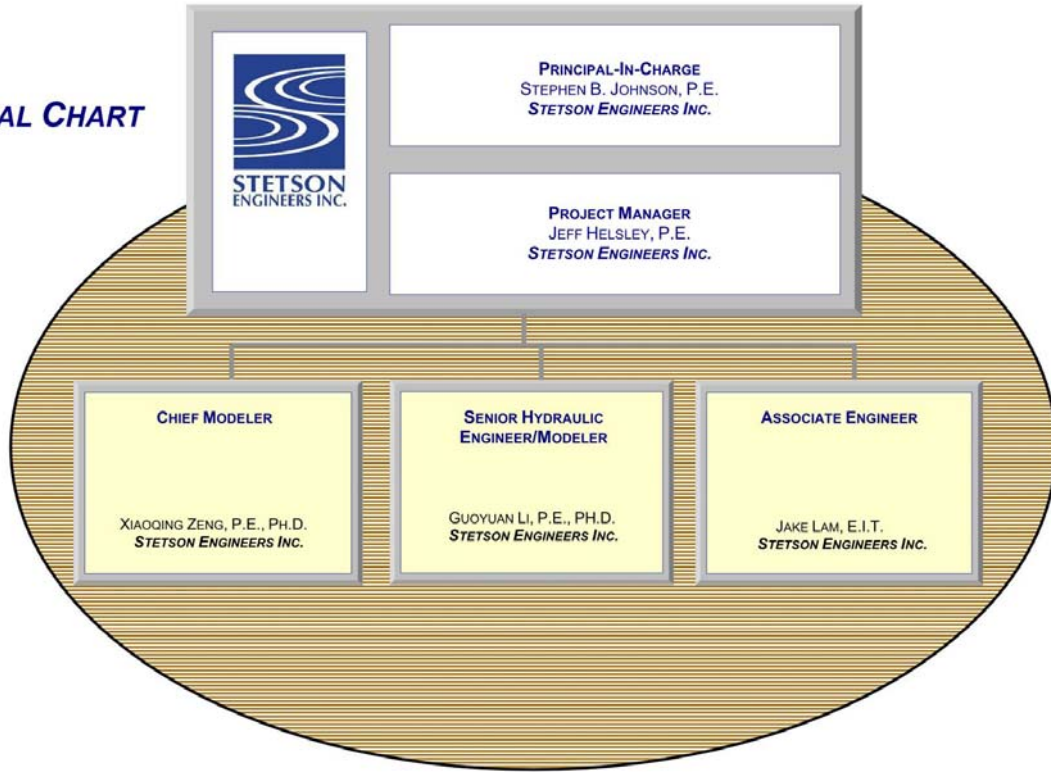 AL CHART
STETSON
ENGINEERS INC.
PRINCIPAL-IN-CHARGE
STEPHEN B. JOHNSON, P.E.
STETSON ENGINEERS INC.
PROJECT MANAGER
JEFF HELSLEY, P.E.
STETSON ENGINEERS INC.
CHIEF MODELER
XIAOQING ZENG, P.E., PH.D.
STETSON ENGINEERS INC.
SENIOR HYDRAULIC
ENGINEER/MODELER
GUOYUAN LI, P.E., PH.D.
STETSON ENGINEERS INC.
ASSOCIATE ENGINEER
JAKE LAM, E.I.T.
STETSON ENGINEERS INC.